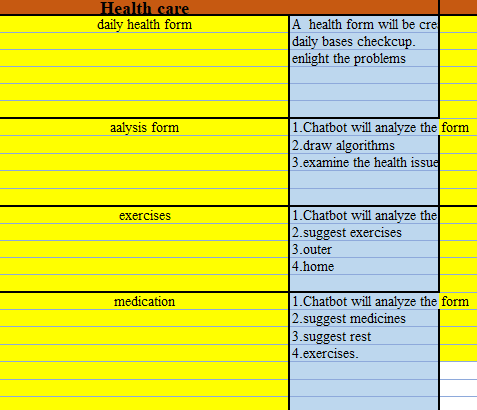 Health care
daily health form
A health form will be cre
daily bases checkcup.
enlight the problems
aalysis form
1.Chatbot will analyze the form
2.draw algorithms
3.examine the health issue
exercises
1.Chatbot will analyze the
2.suggest exercises
3.outer
4.home
medication
1.Chatbot will analyze the form
2.suggest medicines
3.suggest rest
4.exercises.